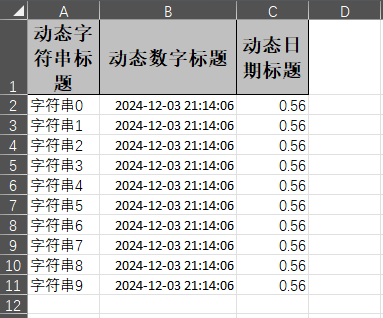 A B C D
1 动态字符串标题 动态数字标题 动态日期标题
2 字符串0 2024-12-03 21:14:06 0.56
3 字符串1 2024-12-03 21:14:06 0.56
4 字符串2 2024-12-03 21:14:06 0.56
5 字符串3 2024-12-03 21:14:06 0.56
6 字符串4 2024-12-03 21:14:06 0.56
7 字符串5 2024-12-03 21:14:06 0.56
8 字符串6 2024-12-03 21:14:06 0.56
9 字符串7 2024-12-03 21:14:06 0.56
10 字符串8 2024-12-03 21:14:06 0.56
11 字符串9 2024-12-03 21:14:06 0.56
12